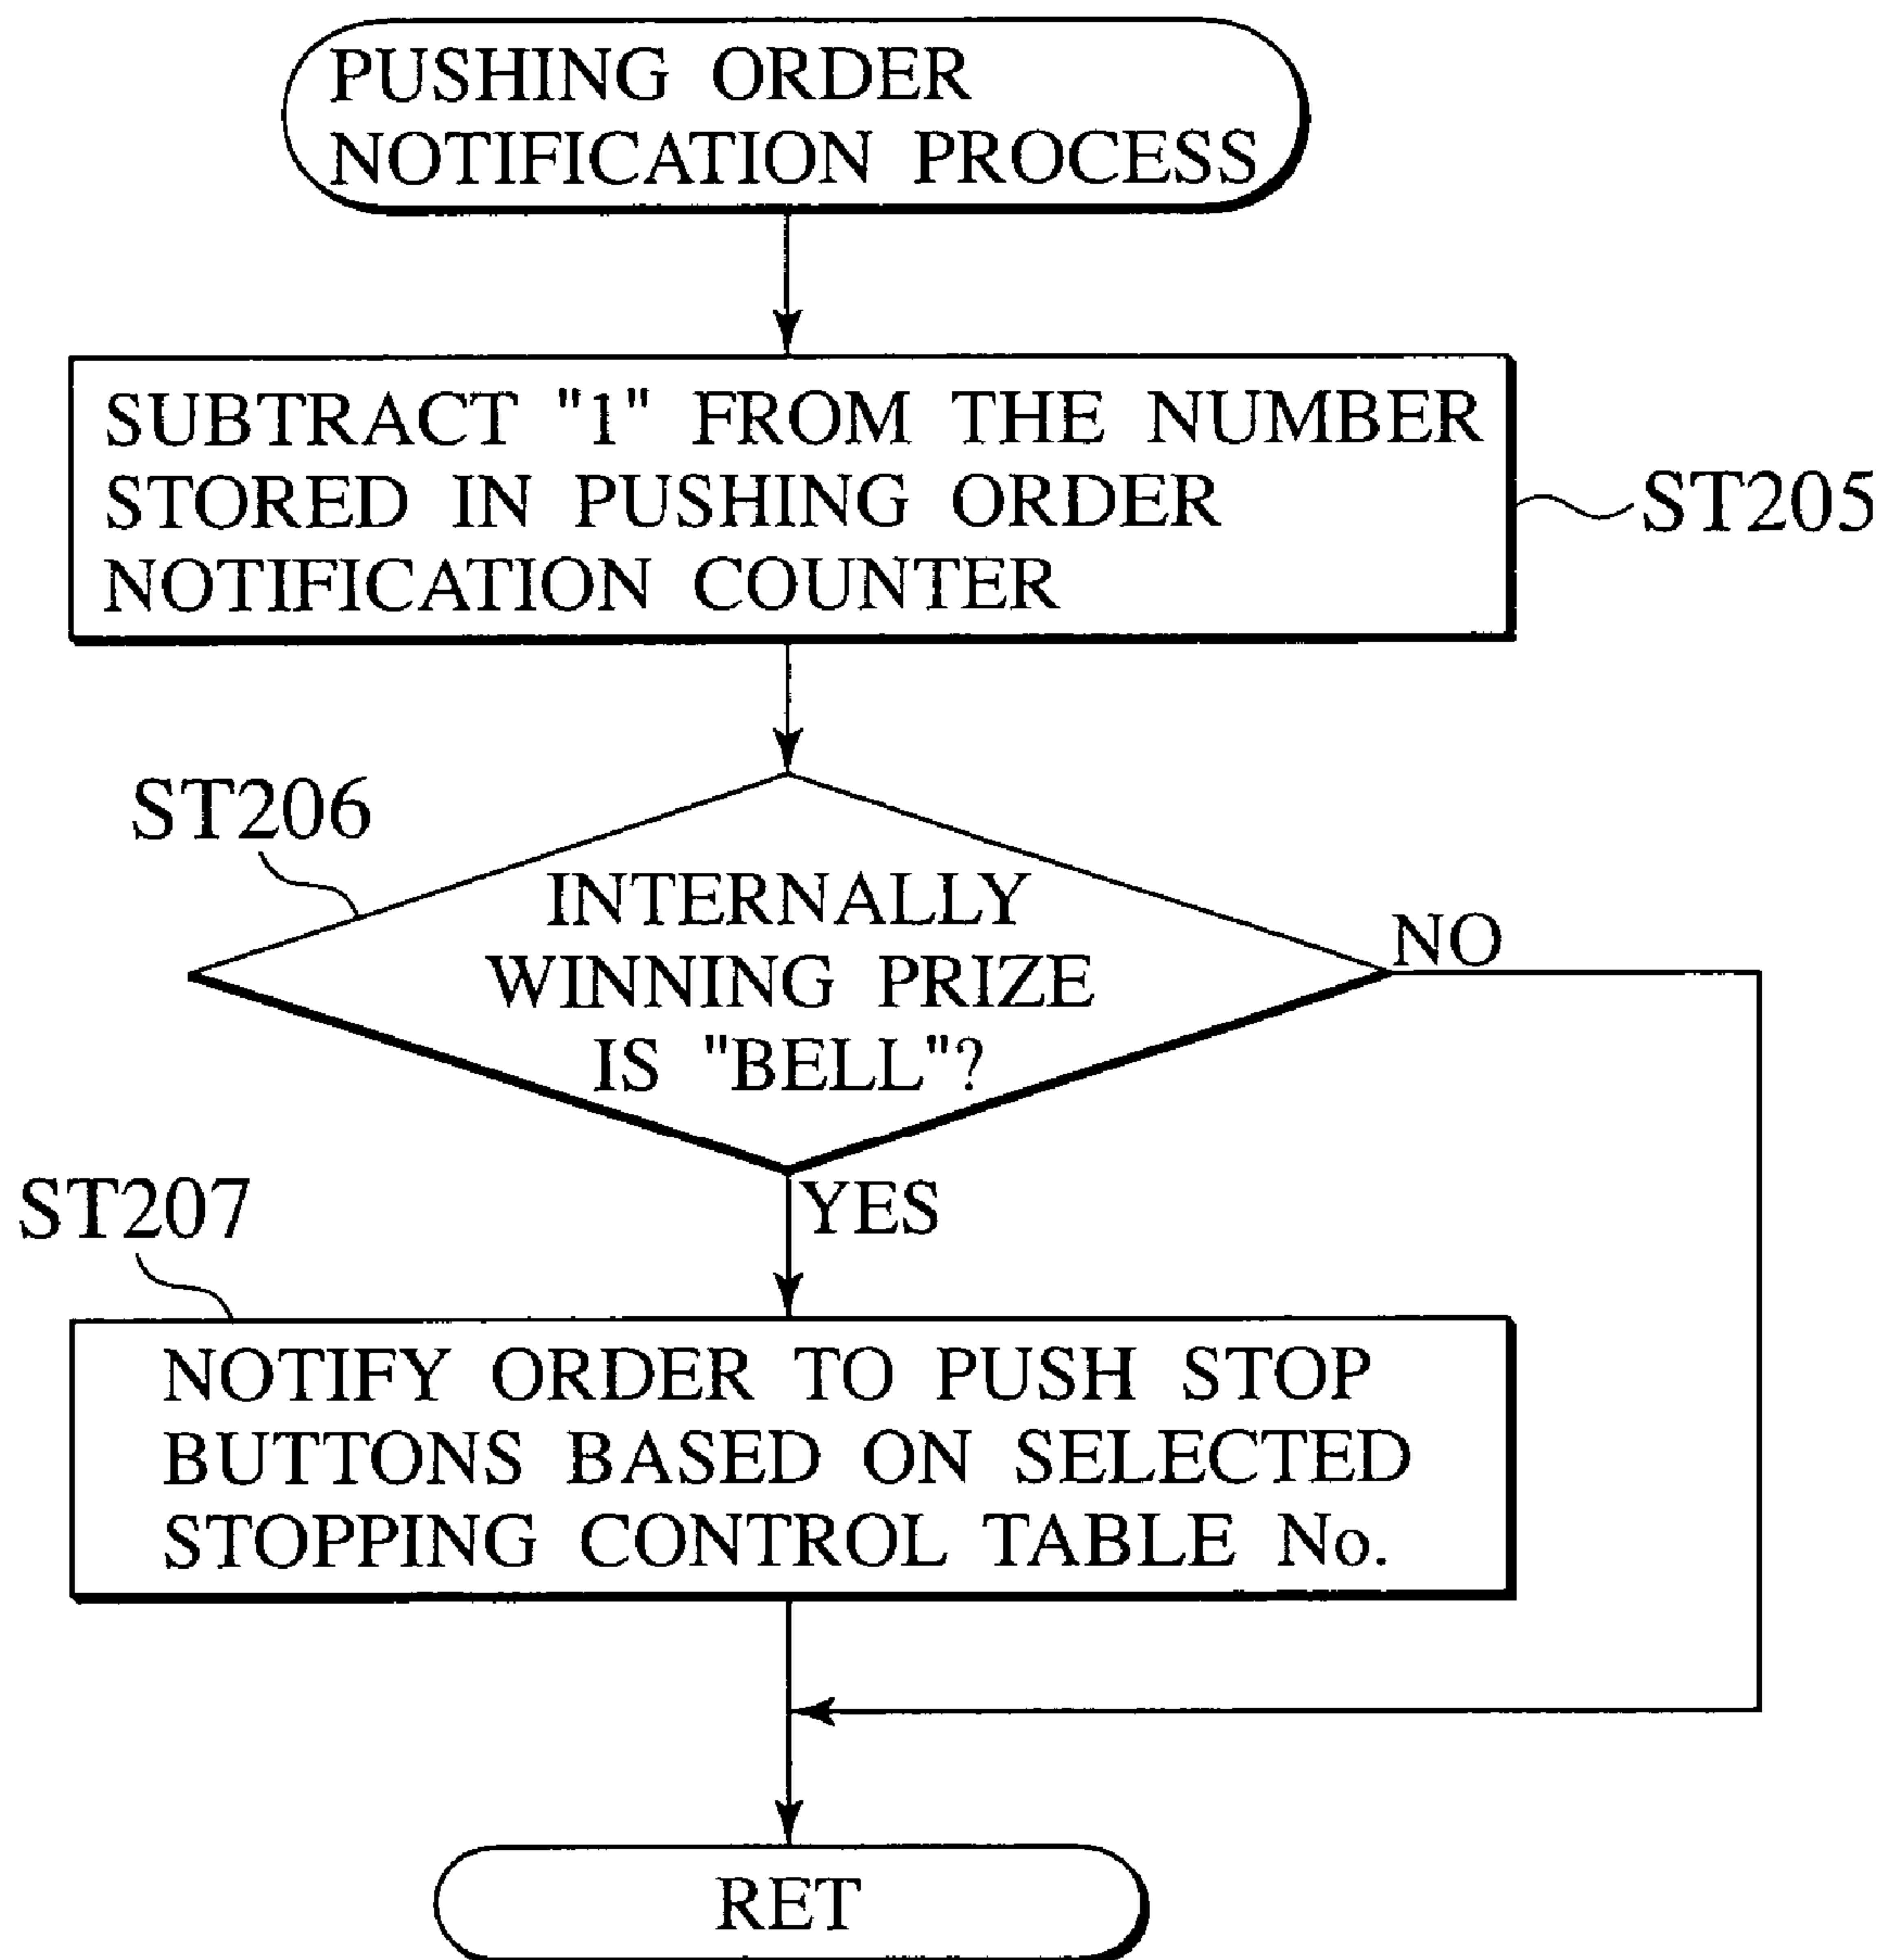 PUSHING ORDER
NOTIFICATION PROCESS
SUBTRACT "1" FROM THE NUMBER
STORED IN PUSHING ORDER
NOTIFICATION COUNTER
ST205
ST206
INTERNALLY
WINNING PRIZE
IS "BELL"?
NO
YES
ST207
NOTIFY ORDER TO PUSH STOP
BUTTONS BASED ON SELECTED
STOPPING CONTROL TABLE No.
RET